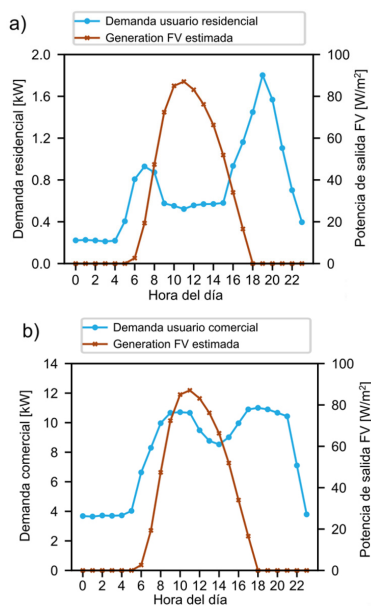 a)
Demanda usuario residencial
Generation FV estimada
Demanda residencial [kW]
2.0
1.6
1.2
0.8
0.4
0.0
100
80
60
40
20
0
Potencia de salida FV [W/m²]
0 2 4 6 8 10 12 14 16 18 20 22
Hora del día
b)
Demanda usuario comercial
Generation FV estimada
Demanda comercial [kW]
14
12
10
8
6
4
2
0
100
80
60
40
20
0
Potencia de salida FV [W/m²]
0 2 4 6 8 10 12 14 16 18 20 22
Hora del día